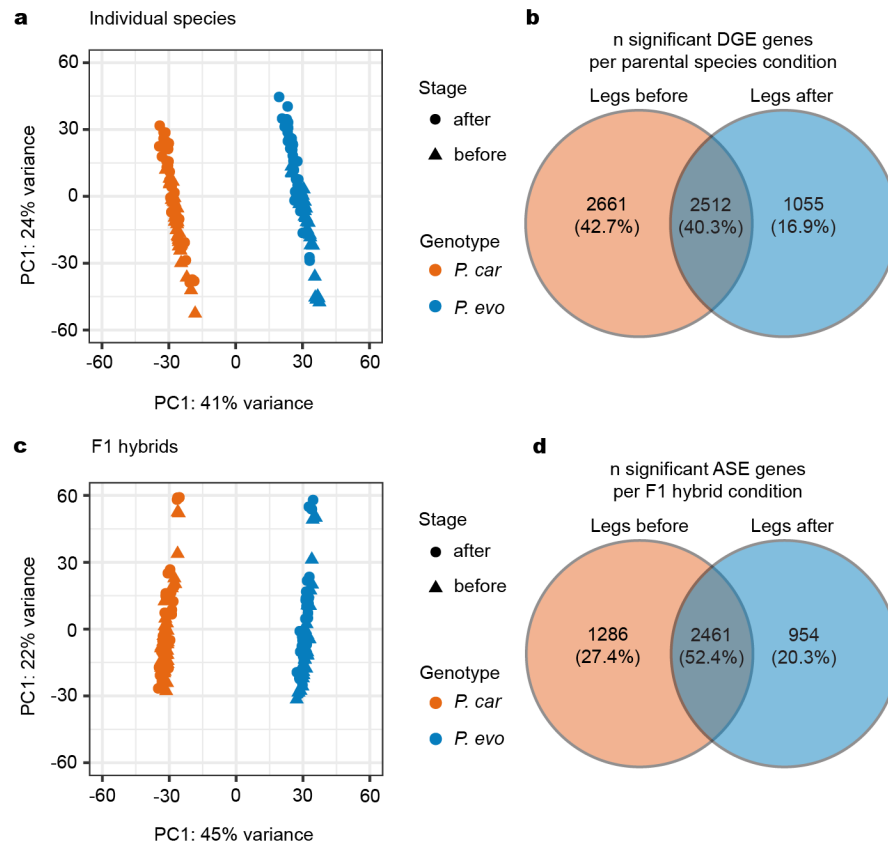 a
Individual species
60
30
0
-30
-60
PC1: 24% variance
-60 -30 0 30 60
PC1: 41% variance
Stage
after
before
Genotype
P. car
P. evo
b
n significant DGE genes
per parental species condition
Legs before Legs after
2661 2512 1055
(42.7%) (40.3%) (16.9%)
c
F1 hybrids
60
30
0
-30
-60
PC1: 22% variance
-60 -30 0 30 60
PC1: 45% variance
Stage
after
before
Genotype
P. car
P. evo
d
n significant ASE genes
per F1 hybrid condition
Legs before Legs after
1286 2461 954
(27.4%) (52.4%) (20.3%)